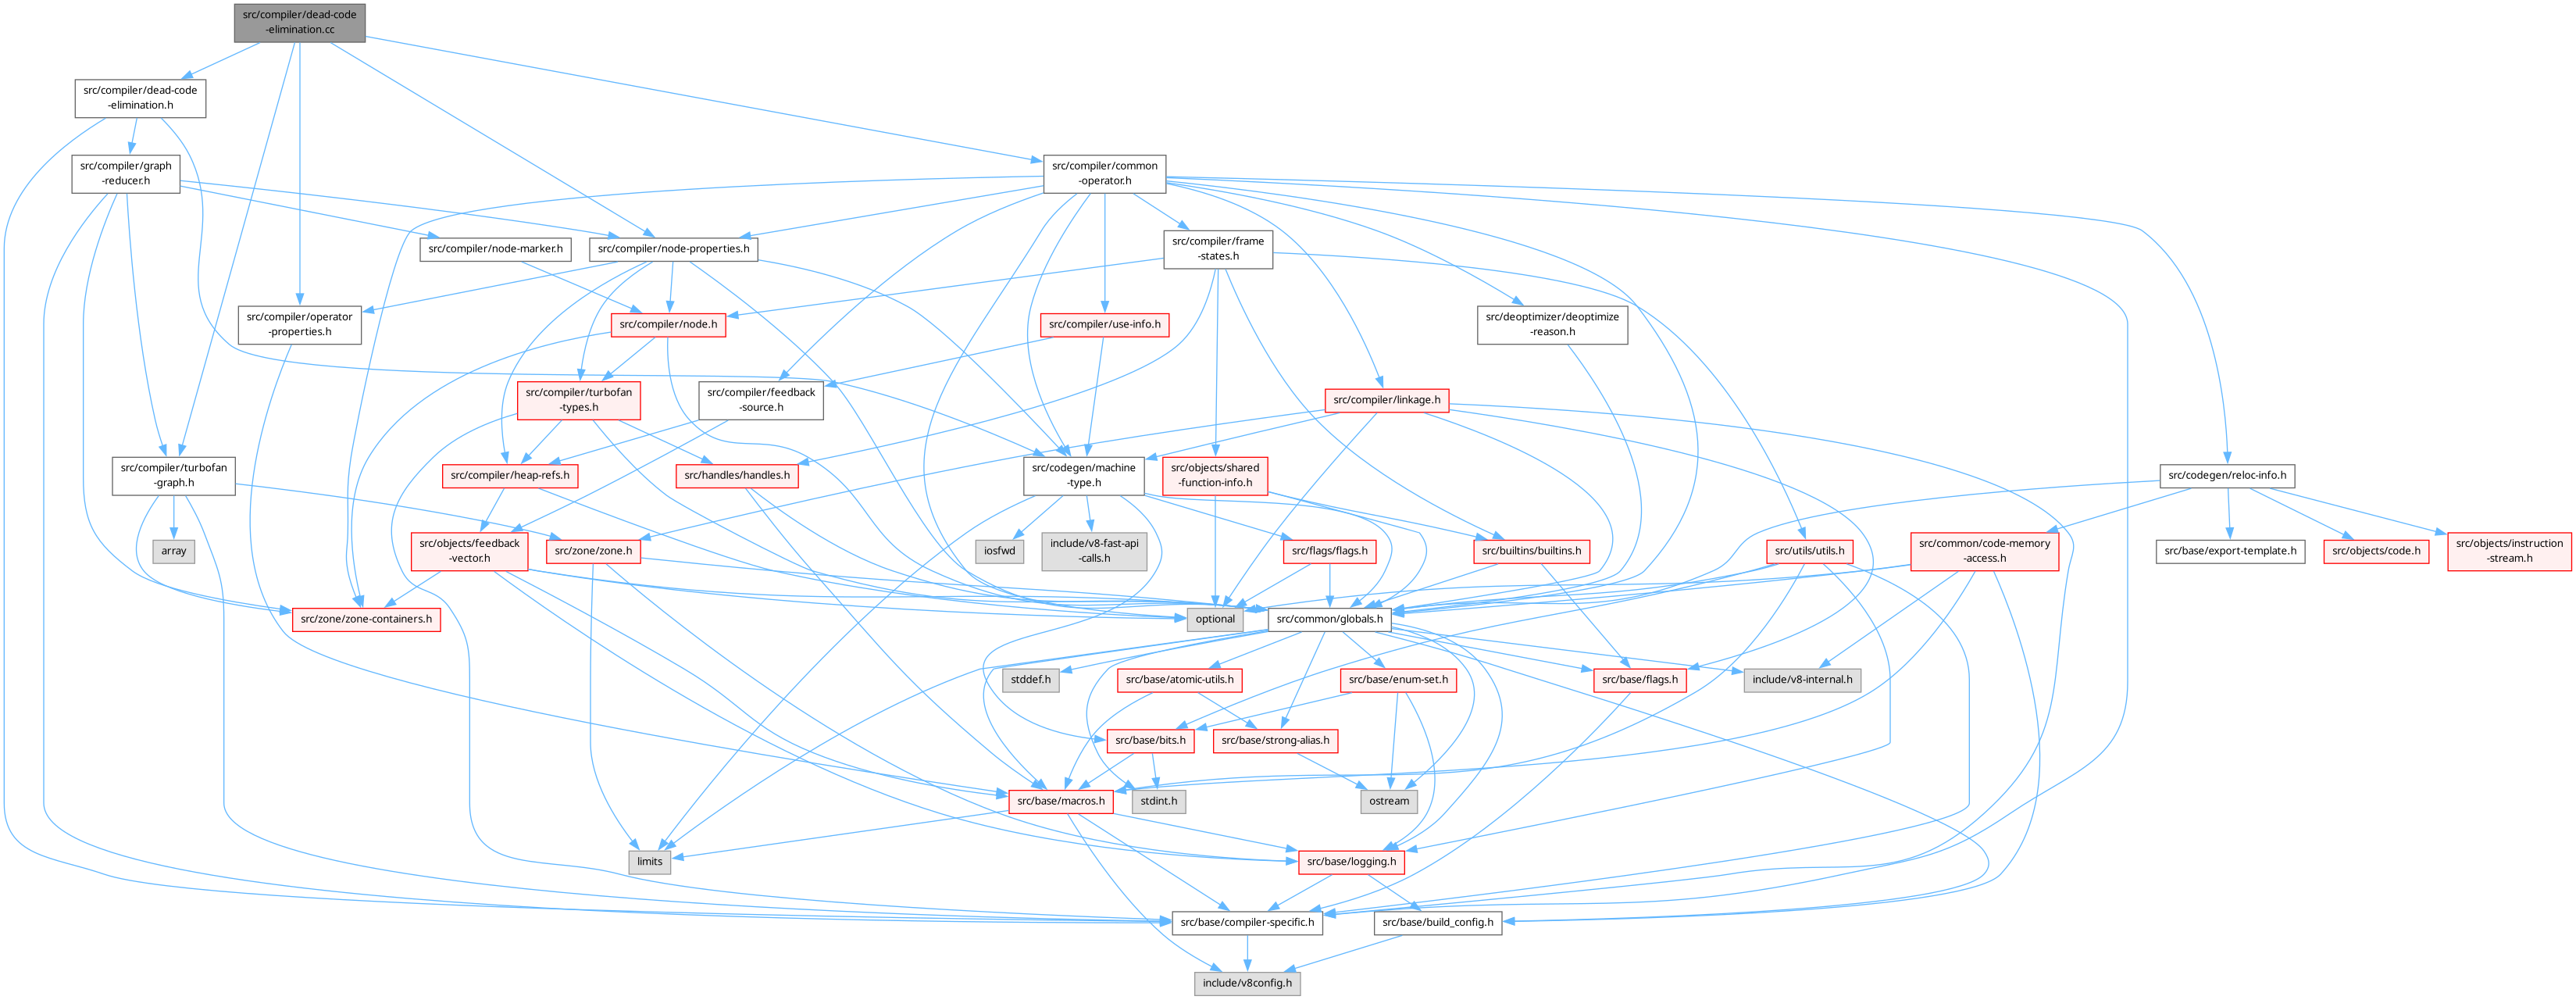 src/compiler/dead-code
-elimination.cc
src/compiler/dead-code
-elimination.h
src/compiler/graph
-reducer.h
src/compiler/common
-operator.h
src/compiler/node-marker.h
src/compiler/node-properties.h
src/compiler/frame
-states.h
src/compiler/operator
-properties.h
src/compiler/node.h
src/compiler/use-info.h
src/deoptimizer/deoptimize
-reason.h
src/compiler/turbofan
-types.h
src/compiler/feedback
-source.h
src/compiler/linkage.h
src/compiler/turbofan
-graph.h
src/compiler/heap-refs.h
src/handles/handles.h
src/codegen/machine
-type.h
src/objects/shared
-function-info.h
src/codegen/reloc-info.h
array
src/objects/feedback
-vector.h
src/zone/zone.h
iosfwd
include/v8-fast-api
-calls.h
src/flags/flags.h
src/builtins/builtins.h
src/utils/utils.h
src/common/code-memory
-access.h
src/base/export-template.h
src/objects/code.h
src/objects/instruction
-stream.h
src/zone/zone-containers.h
optional
src/common/globals.h
stddef.h
src/base/atomic-utils.h
src/base/enum-set.h
src/base/flags.h
include/v8-internal.h
src/base/bits.h
src/base/strong-alias.h
src/base/macros.h
stdint.h
ostream
limits
src/base/logging.h
src/base/compiler-specific.h
src/base/build_config.h
include/v8config.h